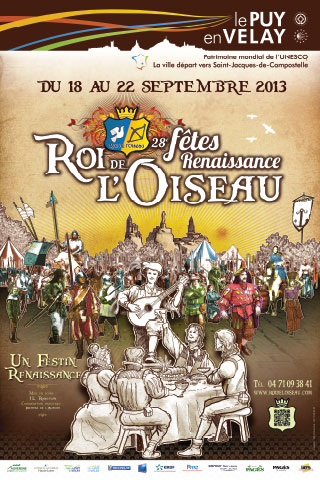 le PUY
en VELAY
Patrimoine mondial de l'UNESCO
La ville départ vers Saint-Jacques-de-Compostelle
DU 18 AU 22 SEPTEMBRE 2013
28e fêtes
Renaissance
ROI DE
L'OISEAU
UN FESTIN
RENAISSANCE
TÉL 04 71 09 38 41
WWW.ROIDELOISEAU.COM